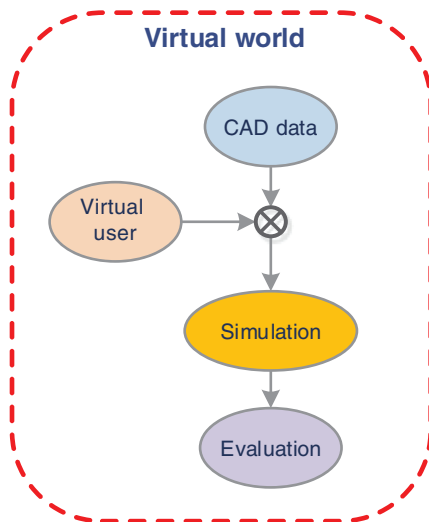 Virtual world
CAD data
Virtual
user
Simulation
Evaluation